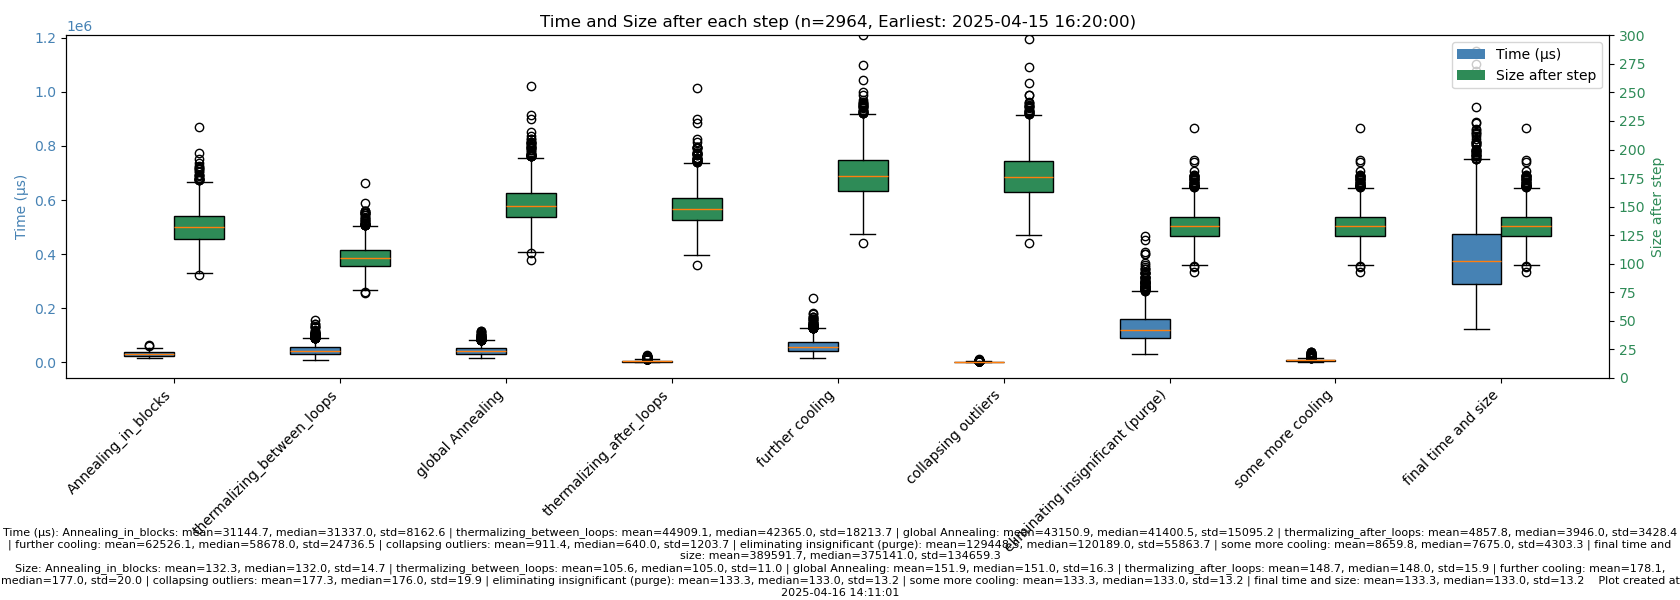 Time and Size after each step (n=2964, Earliest: 2025-04-15 16:20:00)
1e6
1.2
1.0
0.8
0.6
0.4
0.2
0.0
Time (µs)
300
275
250
225
200
175
150
125
100
75
50
25
0
Size after step
Time (µs)
Size after step
Annealing_in_blocks
thermalizing_between_loops
global Annealing
thermalizing_after_loops
further cooling
collapsing outliers
eliminating insignificant (purge)
some more cooling
final time and size
Time (µs): Annealing_in_blocks: mean=31144.7, median=31337.0, std=8162.6 | thermalizing_between_loops: mean=44909.1, median=42365.0, std=18213.7 | global Annealing: mean=43150.9, median=41400.5, std=15095.2 | thermalizing_after_loops: mean=4857.8, median=3946.0, std=3428.4
| further cooling: mean=62526.1, median=58678.0, std=24736.5 | collapsing outliers: mean=911.4, median=640.0, std=1203.7 | eliminating insignificant (purge): median=120189.0, std=55863.7 | some more cooling: mean=8659.8, median=7675.0, std=4303.3 | final time and
size: mean=389591.7, median=375141.0, std=134659.3
Size: Annealing_in_blocks: mean=132.3, median=132.0, std=14.7 | thermalizing_between_loops: mean=105.6, median=105.0, std=11.0 | global Annealing: mean=151.9, median=151.0, std=16.3 | thermalizing_after_loops: mean=148.7, median=148.0, std=15.9 | further cooling: mean=178.1,
median=177.0, std=20.0 | collapsing outliers: mean=177.3, median=176.0, std=19.9 | eliminating insignificant (purge): mean=133.3, median=133.0, std=13.2 | some more cooling: mean=133.3, median=133.0, std=13.2 | final time and size: mean=133.3, median=133.0, std=13.2 Plot created at
2025-04-16 14:11:01